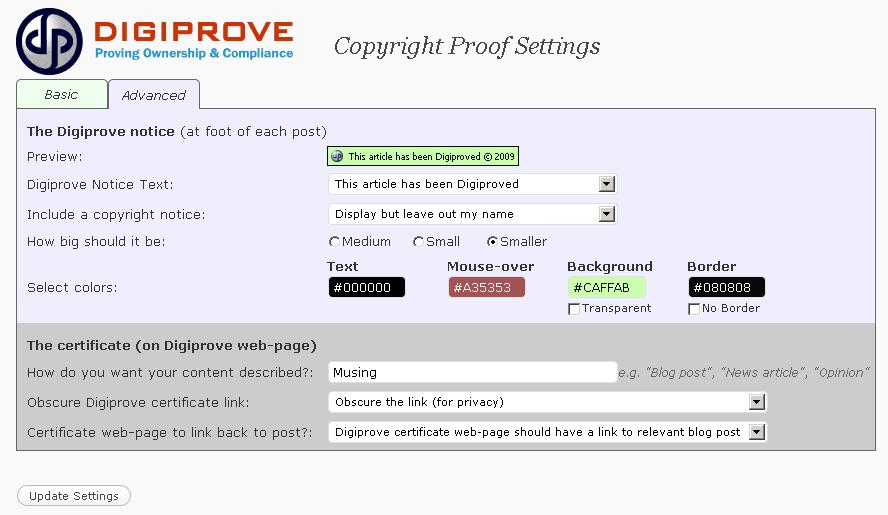 DIGIPROVE
Proving Ownership & Compliance
Copyright Proof Settings
Basic
Advanced
The Digiprove notice (at foot of each post)
Preview:
dp This article has been Digiproved © 2009
Digiprove Notice Text:
This article has been Digiproved
Include a copyright notice:
Display but leave out my name
How big should it be:
Medium Small Smaller
Text Mouse-over Background Border
Select colors:
#000000 #A35353 #CAFFAB #080808
Transparent No Border
The certificate (on Digiprove web-page)
How do you want your content described?:
Musing
e.g. "Blog post", "News article", "Opinion"
Obscure Digiprove certificate link:
Obscure the link (for privacy)
Certificate web-page to link back to post?:
Digiprove certificate web-page should have a link to relevant blog post
Update Settings